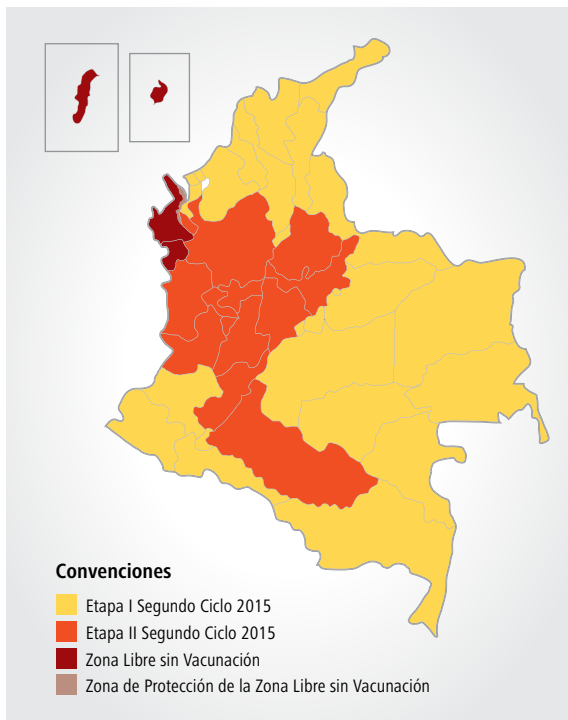 Convenciones
Etapa I Segundo Ciclo 2015
Etapa II Segundo Ciclo 2015
Zona Libre sin Vacunación
Zona de Protección de la Zona Libre sin Vacunación